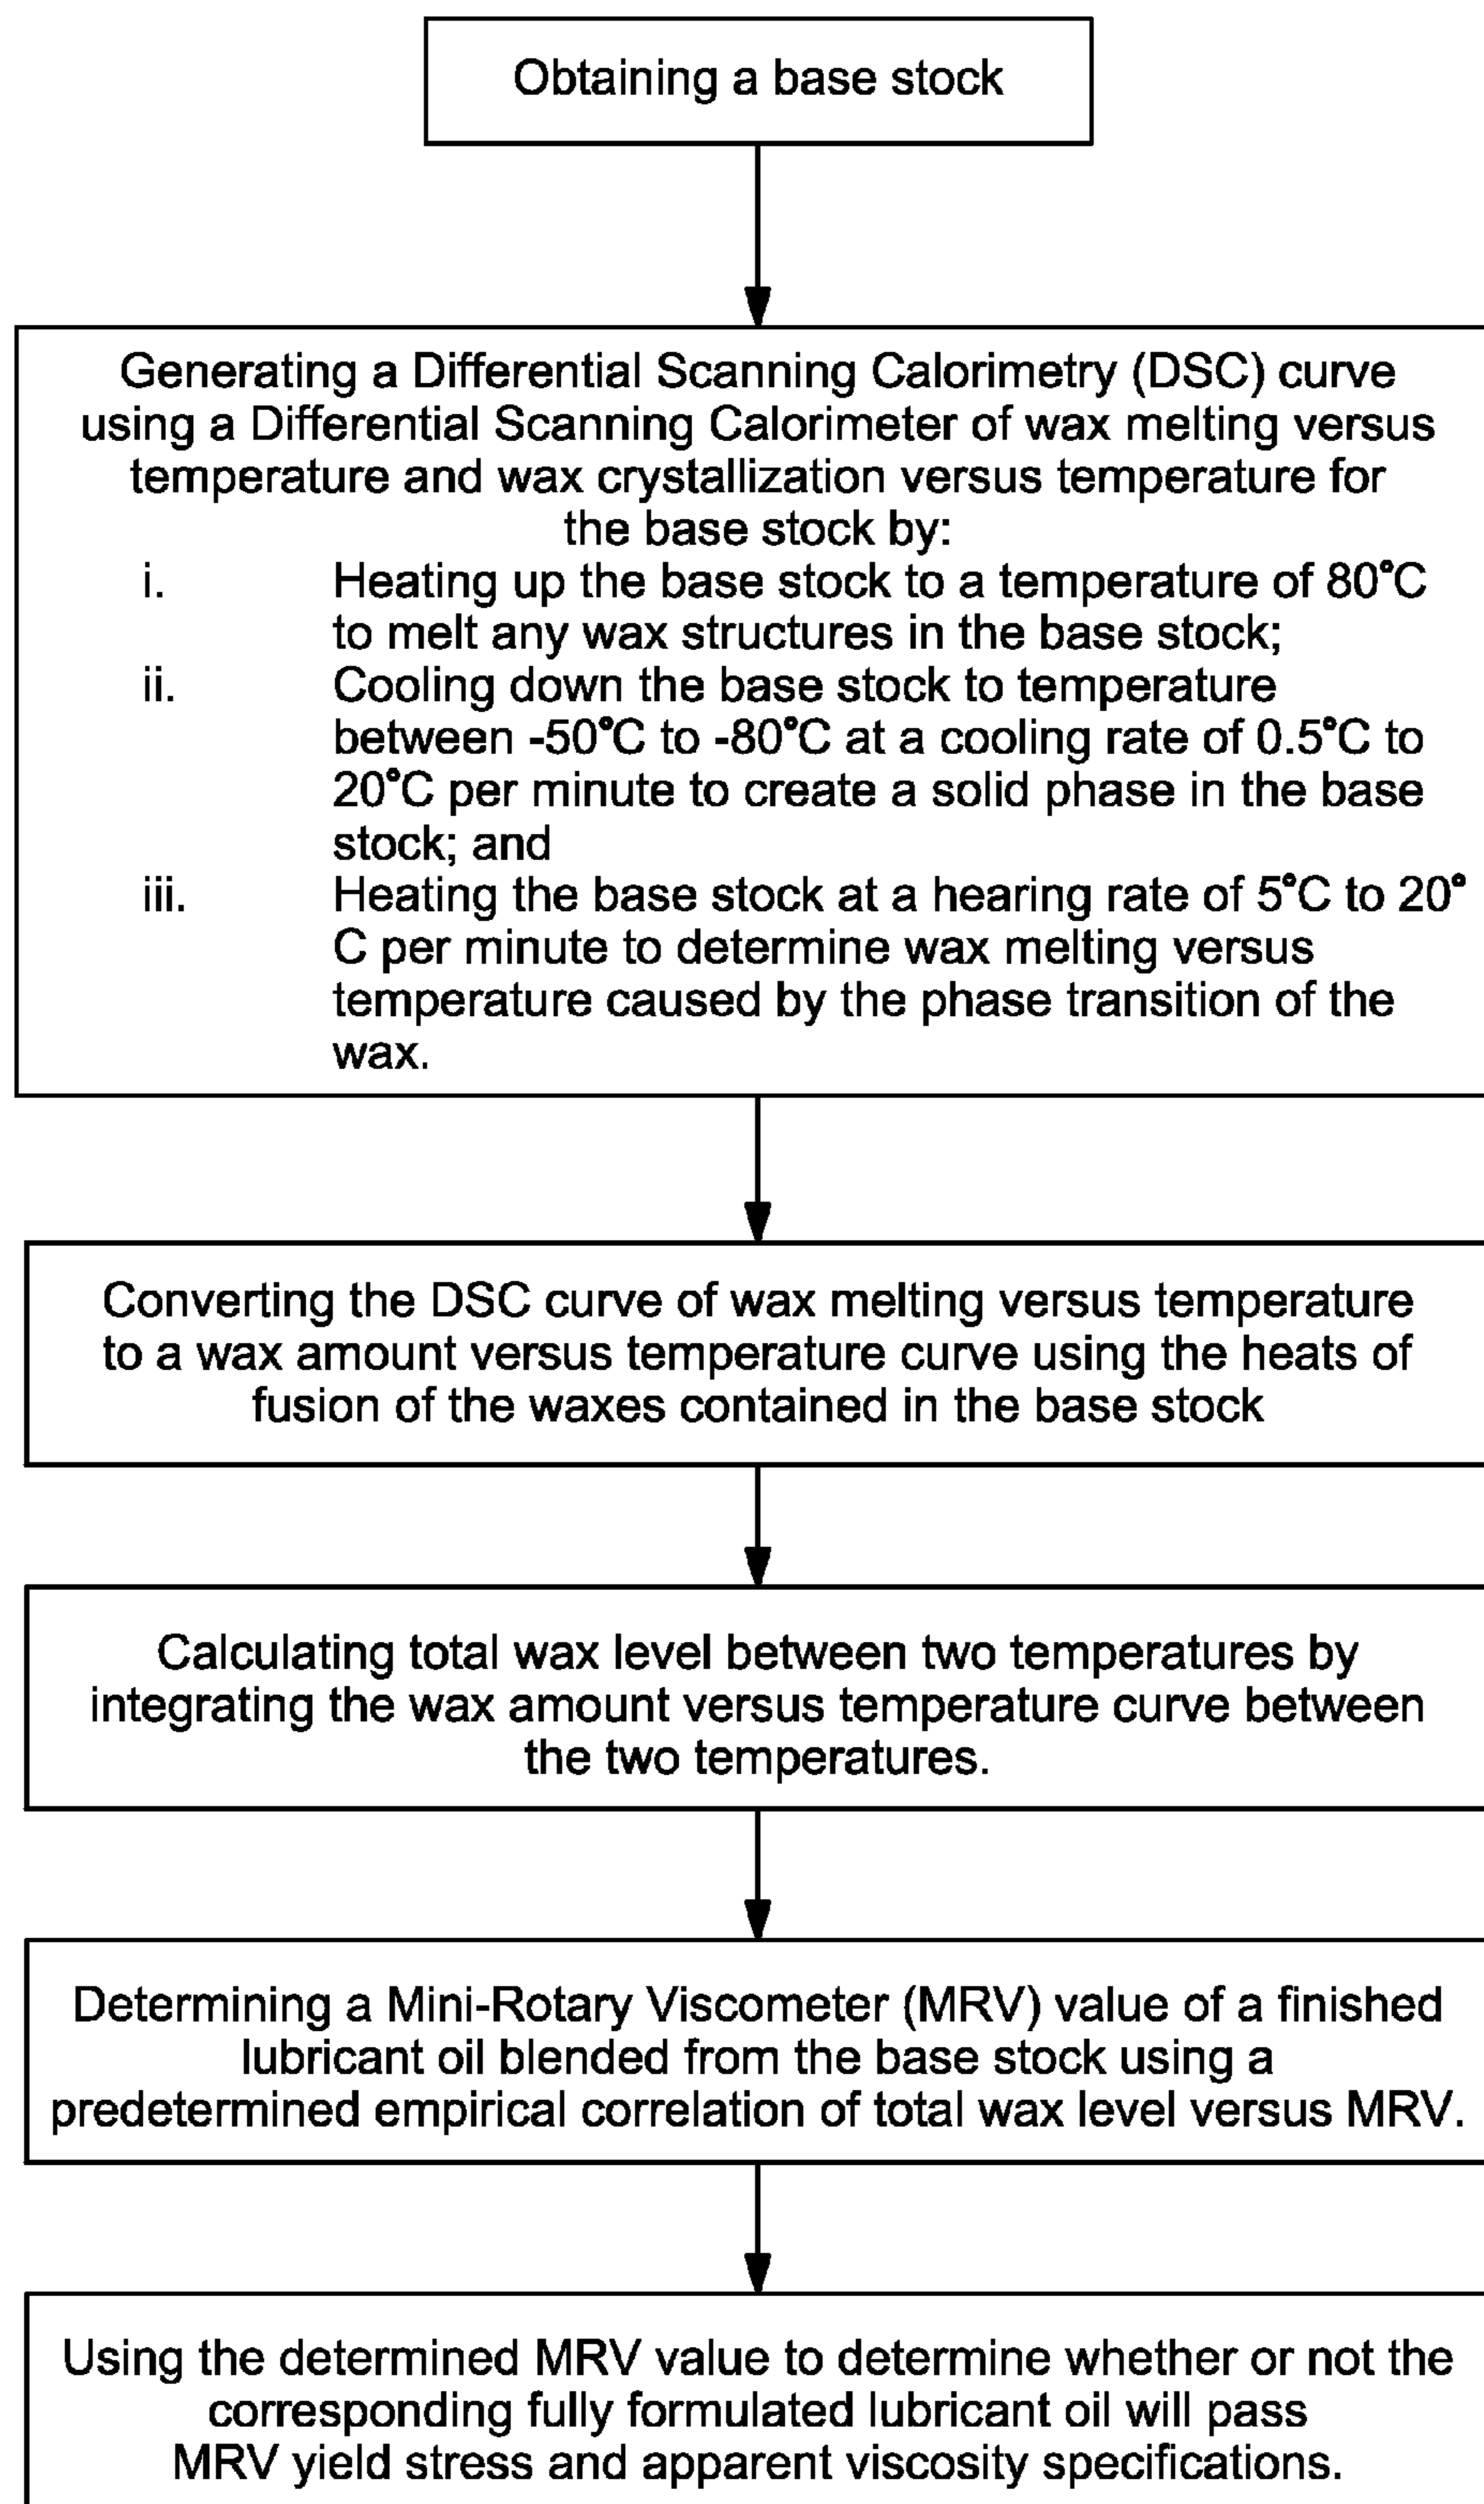 Obtaining a base stock
Generating a Differential Scanning Calorimetry (DSC) curve
using a Differential Scanning Calorimeter of wax melting versus
temperature and wax crystallization versus temperature for
the base stock by:
i. Heating up the base stock to a temperature of 80°C
to melt any wax structures in the base stock;
ii. Cooling down the base stock to temperature
between -50°C to -80°C at a cooling rate of 0.5°C to
20°C per minute to create a solid phase in the base
stock; and
iii. Heating the base stock at a hearing rate of 5°C to 20°
C per minute to determine wax melting versus
temperature caused by the phase transition of the
wax.
Converting the DSC curve of wax melting versus temperature
to a wax amount versus temperature curve using the heats of
fusion of the waxes contained in the base stock
Calculating total wax level between two temperatures by
integrating the wax amount versus temperature curve between
the two temperatures.
Determining a Mini-Rotary Viscometer (MRV) value of a finished
lubricant oil blended from the base stock using a
predetermined empirical correlation of total wax level versus MRV.
Using the determined MRV value to determine whether or not the
corresponding fully formulated lubricant oil will pass
MRV yield stress and apparent viscosity specifications.